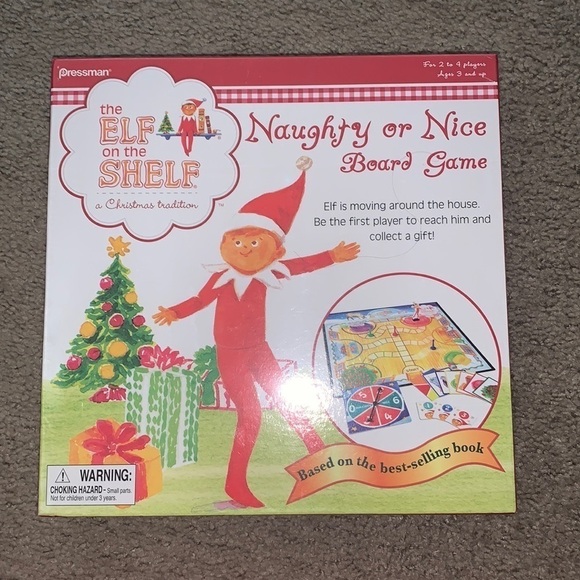 Pressman®
For 2 to 4 players
Ages 3 and up
the
ELF
on the
SHELF
a Christmas tradition™
Naughty or Nice
Board Game
Elf is moving around the house.
Be the first player to reach him and
collect a gift!
Based on the best-selling book
WARNING:
CHOKING HAZARD - Small parts.
Not for children under 3 years.